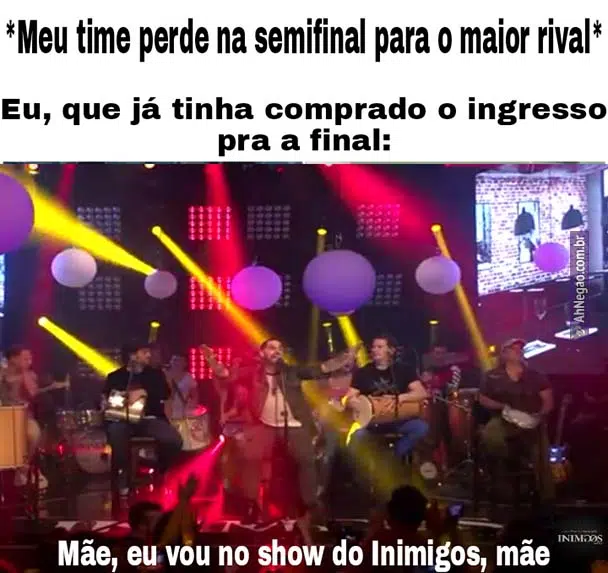 *Meu time perde na semifinal para o maior rival*
Eu, que já tinha comprado o ingresso
pra a final:
© AhNegao.com.br
INIMIGOS
Mãe, eu vou no show do Inimigos, mãe